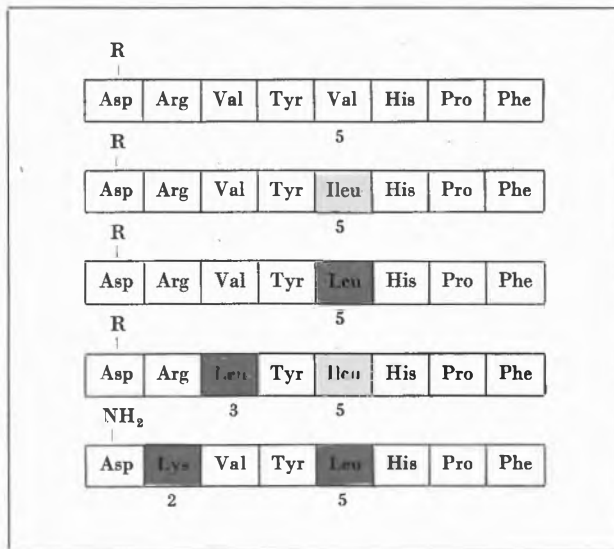 R
Asp Arg Val Tyr Val His Pro Phe
5
R
Asp Arg Val Tyr Ileu His Pro Phe
5
R
Asp Arg Val Tyr Leu His Pro Phe
5
R
Asp Arg Leu Tyr Ileu His Pro Phe
3 5
NH₂
Asp Lys Val Tyr Leu His Pro Phe
2 5